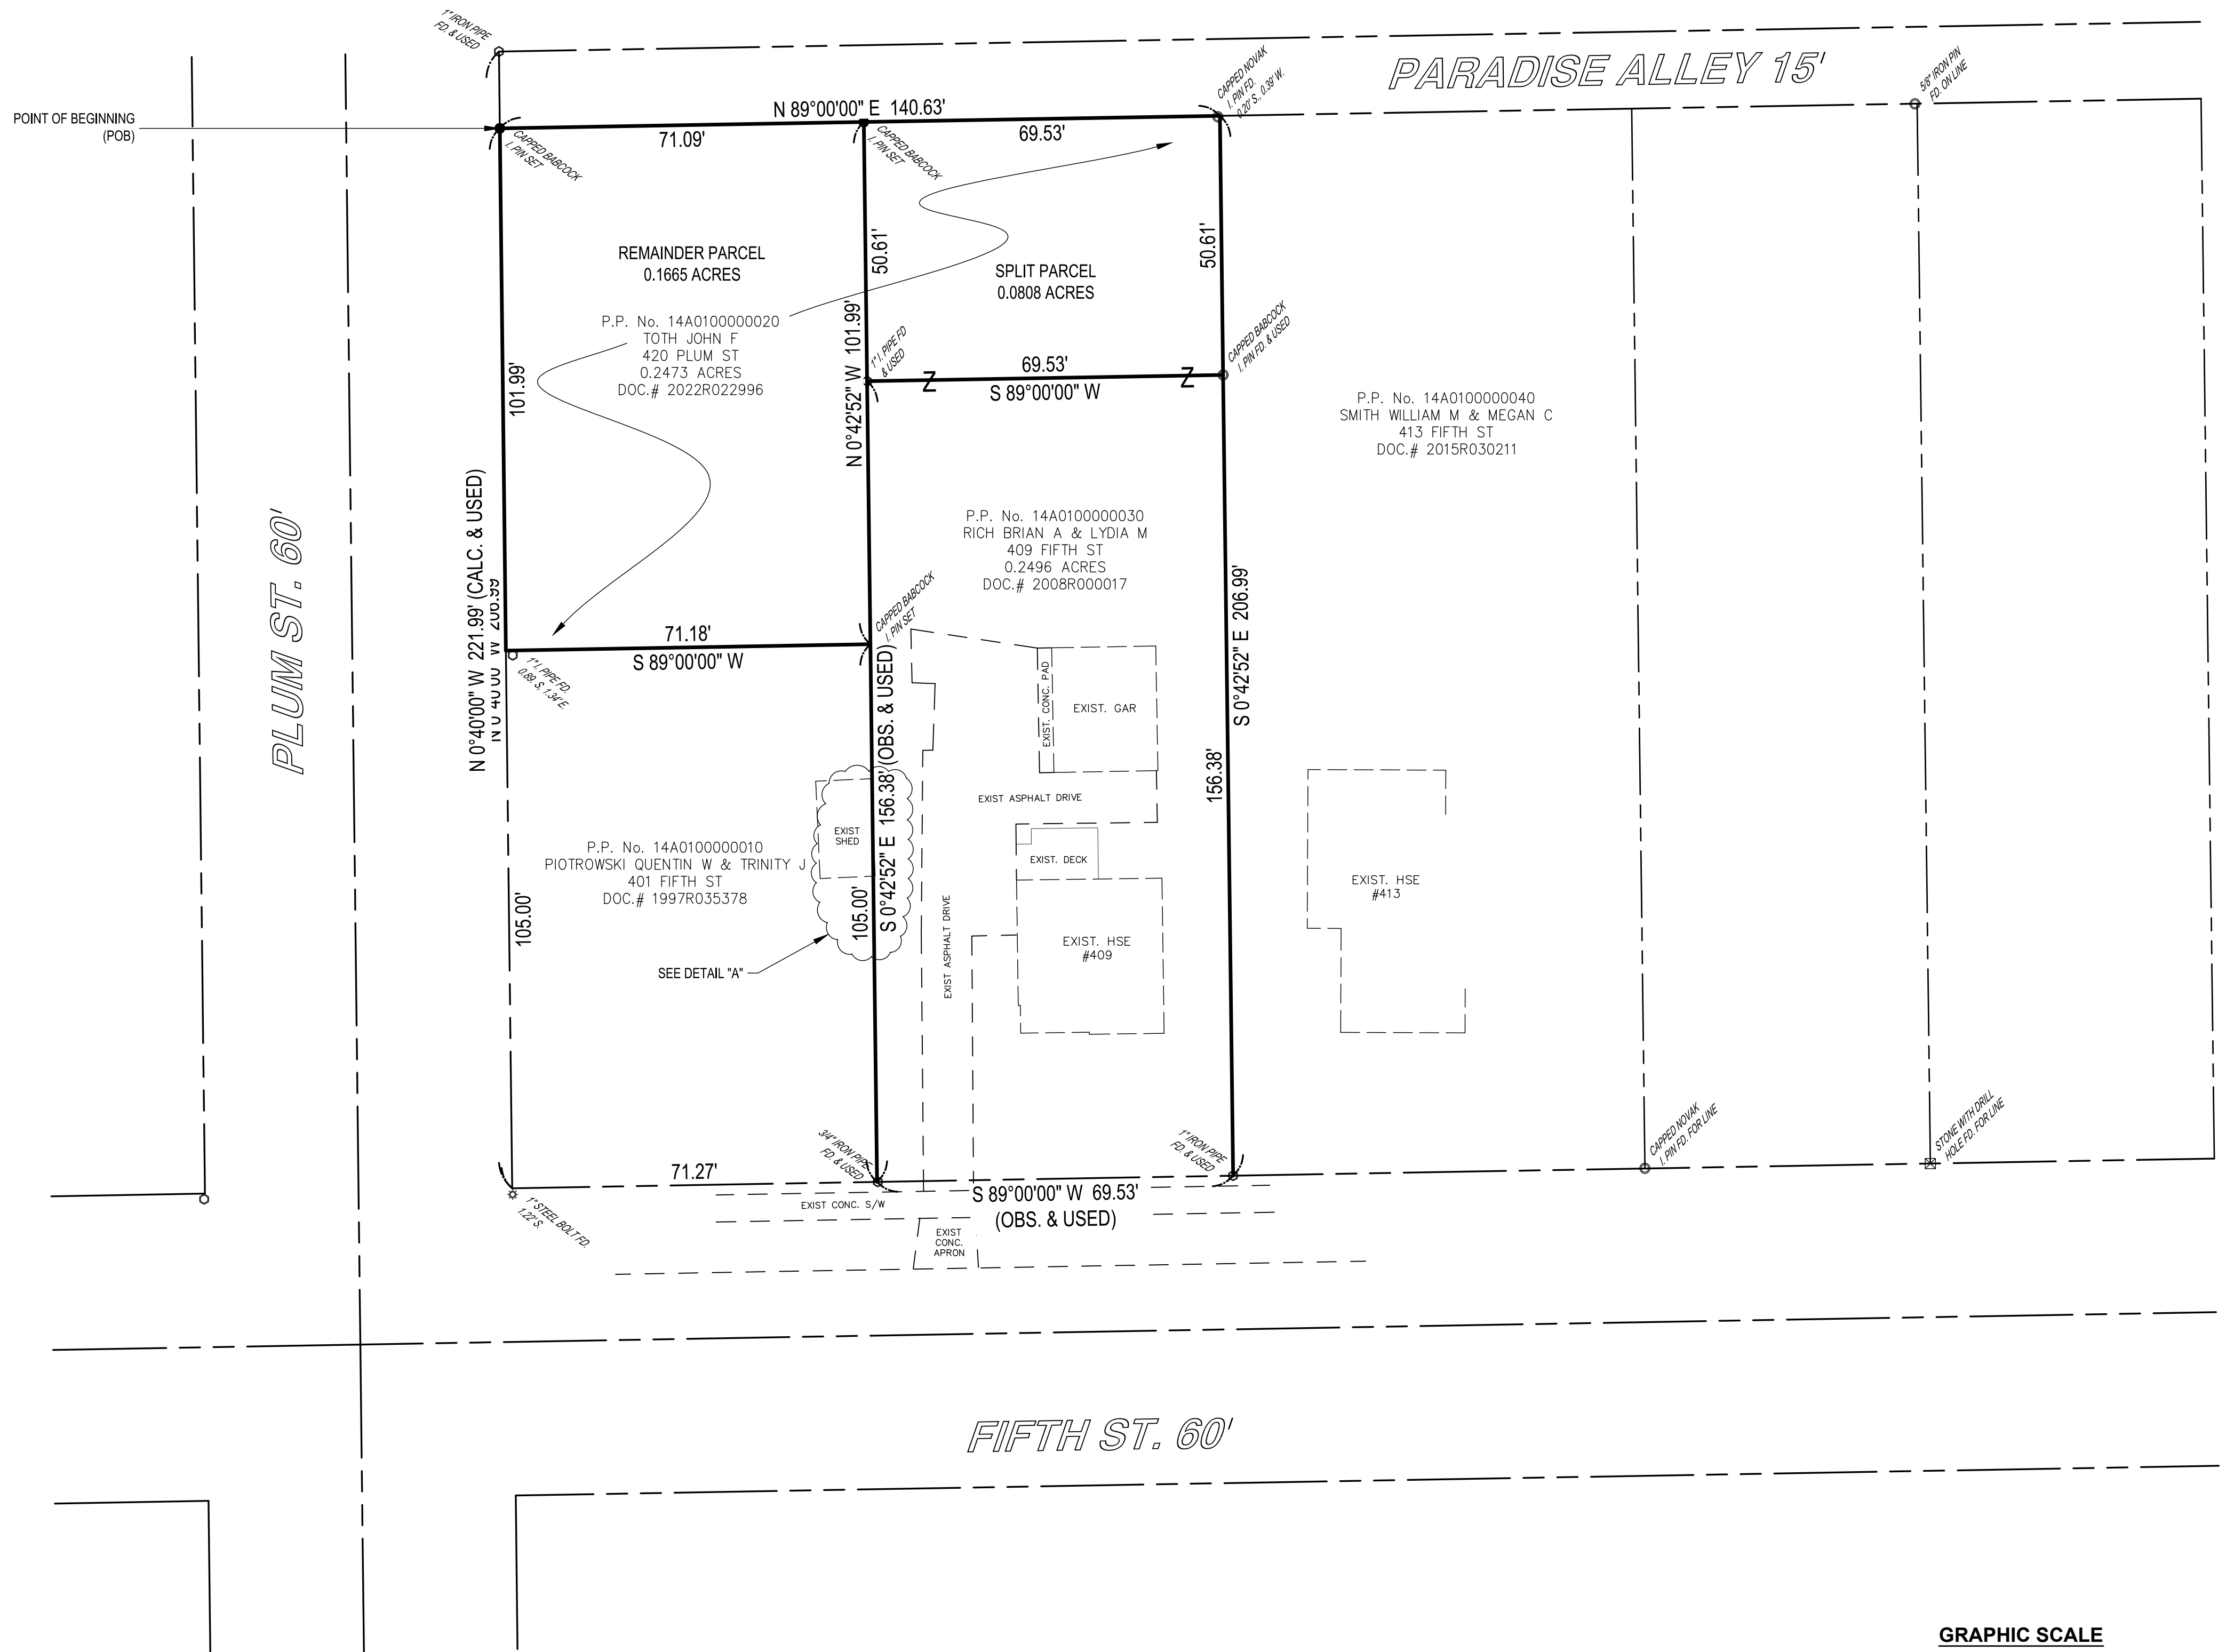 1" IRON PIPE
FD. & USED
PARADISE ALLEY 15'
CAPPED NOVAK
I. PIN FD.
0.20' S., 0.39' W.
5/8" IRON PIN
FD. ON LINE
POINT OF BEGINNING
(POB)
N 89°00'00" E 140.63'
71.09'
69.53'
CAPPED BABCOCK
I. PIN SET
CAPPED BABCOCK
I. PIN SET
50.61'
50.61'
REMAINDER PARCEL
0.1665 ACRES
SPLIT PARCEL
0.0808 ACRES
P.P. No. 14A0100000020
TOTH JOHN F
420 PLUM ST
0.2473 ACRES
DOC.# 2022R022996
101.99'
N 0°42'52" W 101.99'
1" I. PIPE FD
& USED
CAPPED BABCOCK
I. PIN FD. & USED
69.53'
Z
Z
S 89°00'00" W
P.P. No. 14A0100000040
SMITH WILLIAM M & MEGAN C
413 FIFTH ST
DOC.# 2015R030211
PLUM ST. 60'
N 0°40'00" W 221.99' (CALC. & USED)
N 0°40'00" W 206.99'
P.P. No. 14A0100000030
RICH BRIAN A & LYDIA M
409 FIFTH ST
0.2496 ACRES
DOC.# 2008R000017
CAPPED BABCOCK
I. PIN SET
71.18'
S 89°00'00" W
1" I. PIPE FD.
0.89. S, 1.34' E.
S 0°42'52" E 206.99'
156.38'
S 0°42'52" E 156.38' (OBS. & USED)
EXIST. CONC. PAD
EXIST. GAR
EXIST ASPHALT DRIVE
EXIST
SHED
EXIST. DECK
P.P. No. 14A0100000010
PIOTROWSKI QUENTIN W & TRINITY J
401 FIFTH ST
DOC.# 1997R035378
105.00'
105.00'
EXIST ASPHALT DRIVE
EXIST. HSE
#409
EXIST. HSE
#413
SEE DETAIL "A"
3/4" IRON PIPE
FD. & USED
1" IRON PIPE
FD. & USED
CAPPED NOVAK
I. PIN FD. FOR LINE
STONE WITH DRILL
HOLE FD. FOR LINE
71.27'
1" STEEL BOLT FD.
1.22' S.
EXIST CONC. S/W
S 89°00'00" W 69.53'
(OBS. & USED)
EXIST
CONC.
APRON
FIFTH ST. 60'
GRAPHIC SCALE